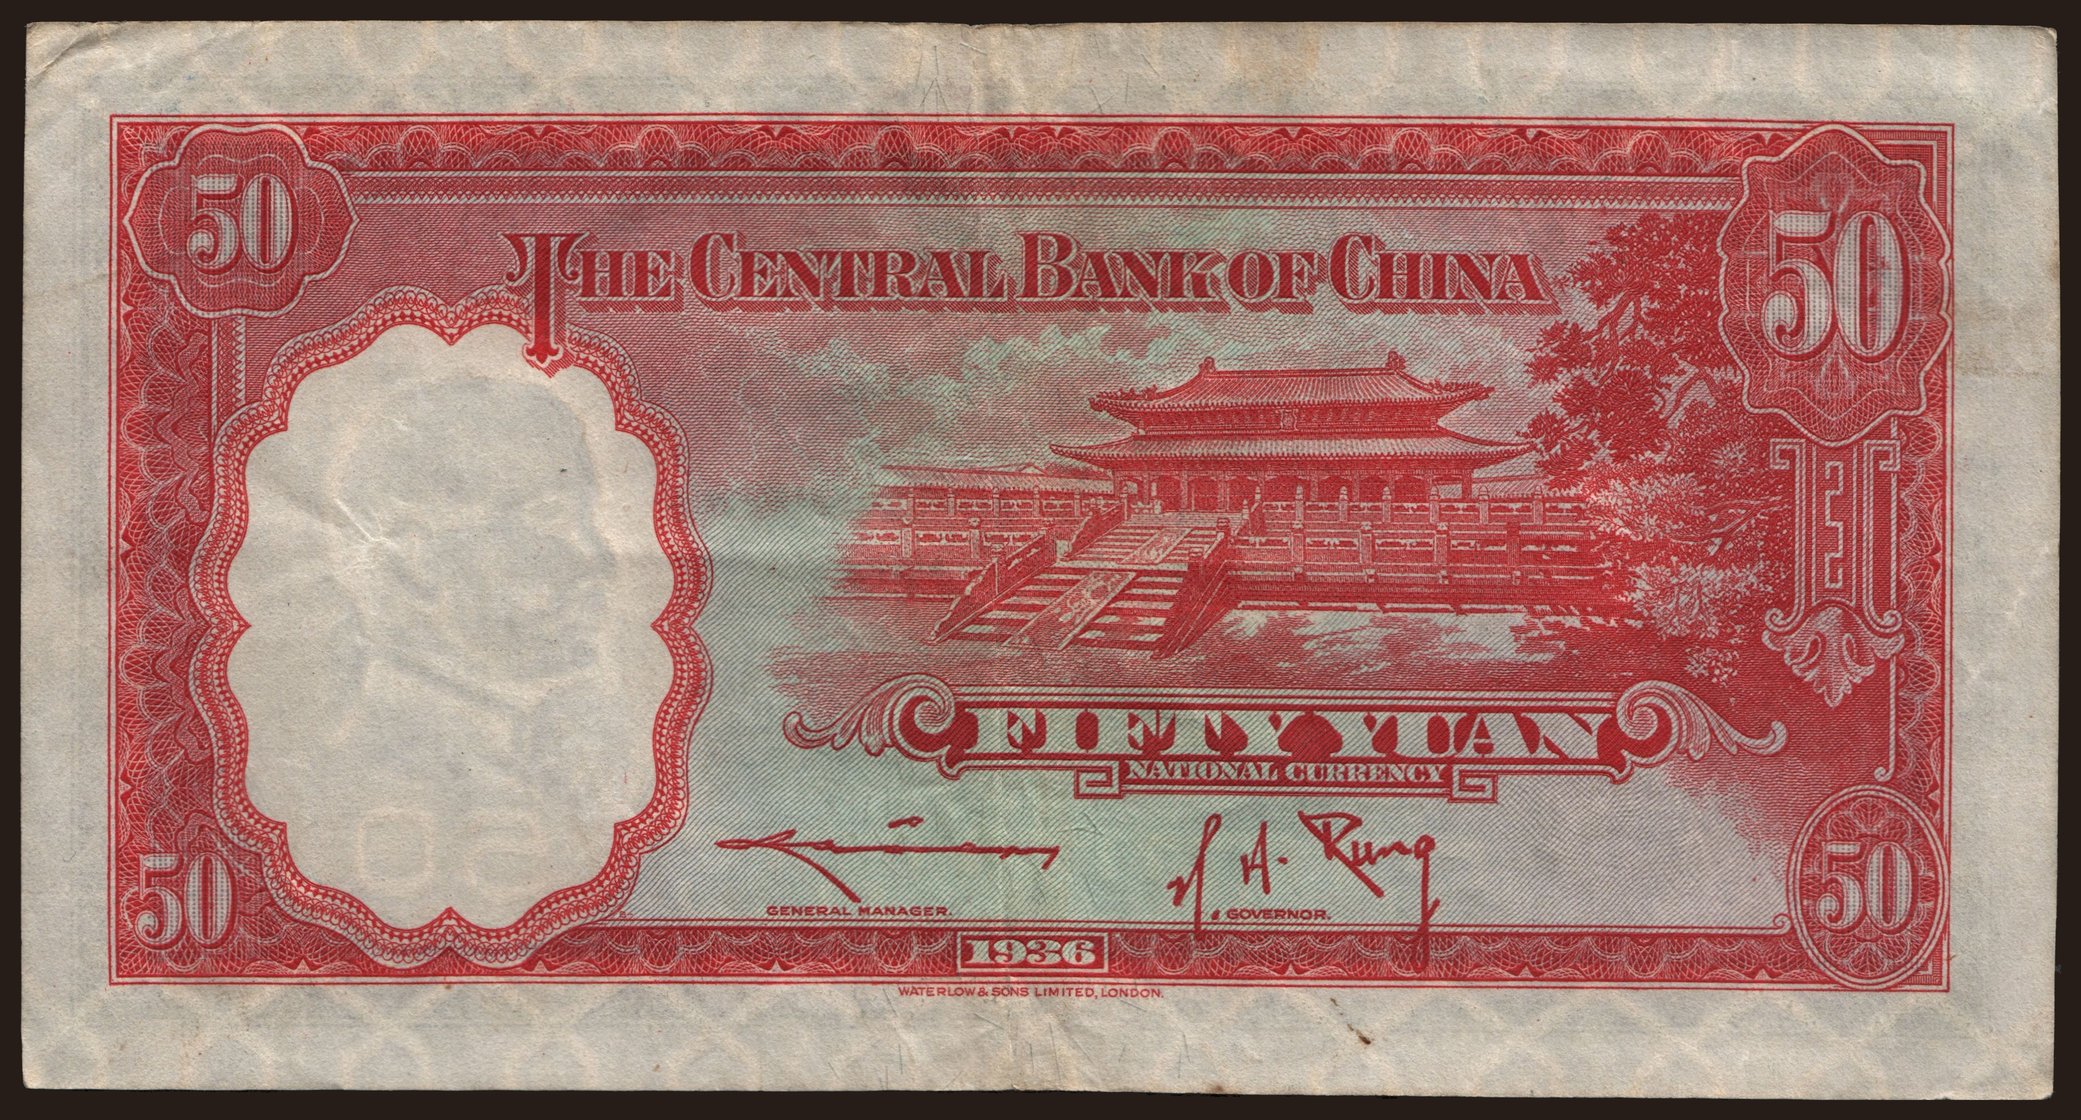 50
50
THE CENTRAL BANK OF CHINA
FIFTY YUAN
NATIONAL CURRENCY
H. H. Kung
GENERAL MANAGER.
GOVERNOR.
50
50
1936
WATERLOW & SONS LIMITED, LONDON.